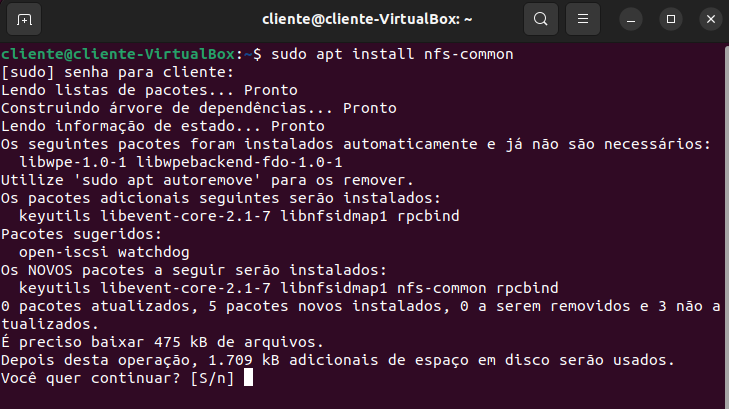 cliente@cliente-VirtualBox: ~
cliente@cliente-VirtualBox:~$ sudo apt install nfs-common
[sudo] senha para cliente:
Lendo listas de pacotes... Pronto
Construindo árvore de dependências... Pronto
Lendo informação de estado... Pronto
Os seguintes pacotes foram instalados automaticamente e já não são necessários:
  libwpe-1.0-1 libwpebackend-fdo-1.0-1
Utilize 'sudo apt autoremove' para os remover.
Os pacotes adicionais seguintes serão instalados:
  keyutils libevent-core-2.1-7 libnfsidmap1 rpcbind
Pacotes sugeridos:
  open-iscsi watchdog
Os NOVOS pacotes a seguir serão instalados:
  keyutils libevent-core-2.1-7 libnfsidmap1 nfs-common rpcbind
0 pacotes atualizados, 5 pacotes novos instalados, 0 a serem removidos e 3 não a
tualizados.
É preciso baixar 475 kB de arquivos.
Depois desta operação, 1.709 kB adicionais de espaço em disco serão usados.
Você quer continuar? [S/n]